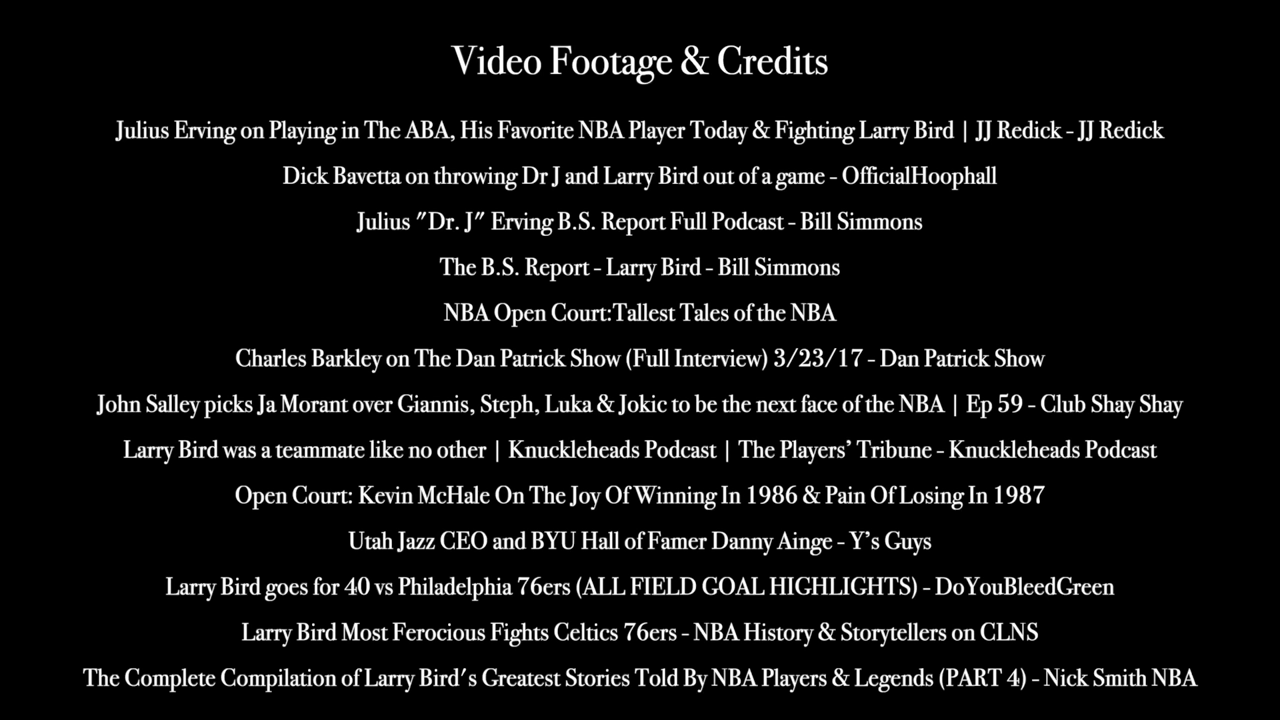 Video Footage & Credits
Julius Erving on Playing in The ABA, His Favorite NBA Player Today & Fighting Larry Bird | JJ Redick - JJ Redick
Dick Bavetta on throwing Dr J and Larry Bird out of a game - OfficialHoophall
Julius "Dr. J" Erving B.S. Report Full Podcast - Bill Simmons
The B.S. Report - Larry Bird - Bill Simmons
NBA Open Court:Tallest Tales of the NBA
Charles Barkley on The Dan Patrick Show (Full Interview) 3/23/17 - Dan Patrick Show
John Salley picks Ja Morant over Giannis, Steph, Luka & Jokic to be the next face of the NBA | Ep 59 - Club Shay Shay
Larry Bird was a teammate like no other | Knuckleheads Podcast | The Players’ Tribune - Knuckleheads Podcast
Open Court: Kevin McHale On The Joy Of Winning In 1986 & Pain Of Losing In 1987
Utah Jazz CEO and BYU Hall of Famer Danny Ainge - Y’s Guys
Larry Bird goes for 40 vs Philadelphia 76ers (ALL FIELD GOAL HIGHLIGHTS) - DoYouBleedGreen
Larry Bird Most Ferocious Fights Celtics 76ers - NBA History & Storytellers on CLNS
The Complete Compilation of Larry Bird's Greatest Stories Told By NBA Players & Legends (PART 4) - Nick Smith NBA